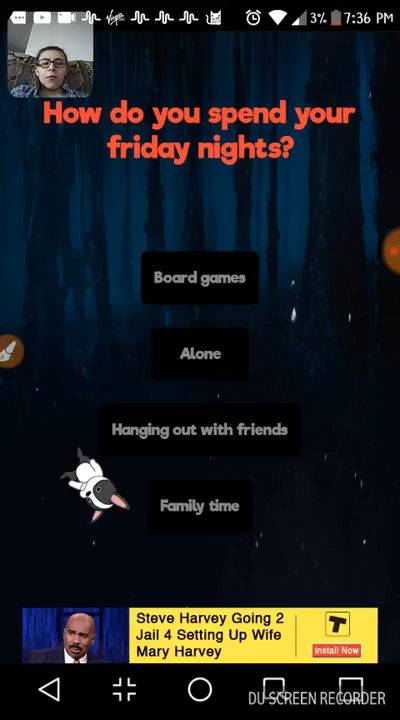 Virgin
3% 7:36 PM
How do you spend your
friday nights?
Board games
Alone
Hanging out with friends
Family time
Steve Harvey Going 2
Jail 4 Setting Up Wife
Mary Harvey
T
Install Now
DU SCREEN RECORDER